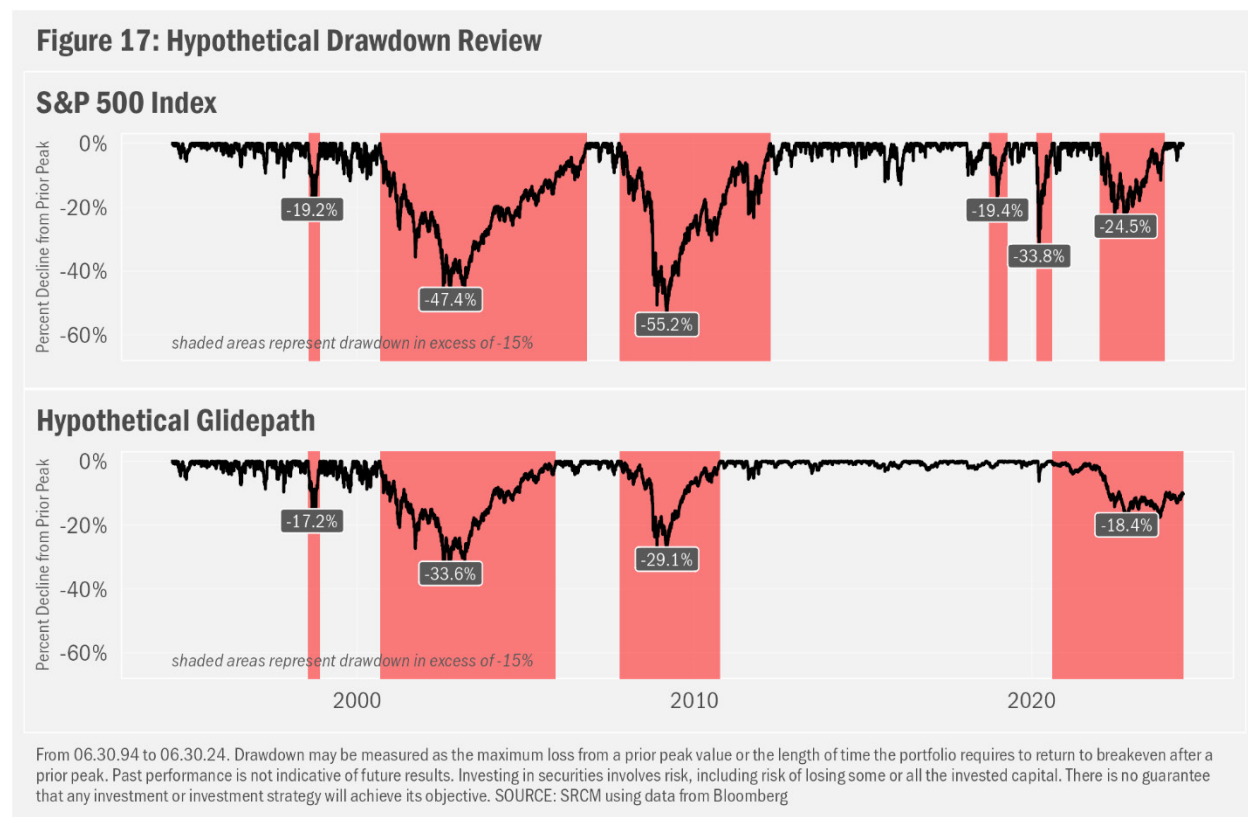 Figure 17: Hypothetical Drawdown Review
S&P 500 Index
Percent Decline from Prior Peak
0%
-20%
-40%
-60%
-19.2%
-47.4%
-55.2%
-19.4%
-33.8%
-24.5%
shaded areas represent drawdown in excess of -15%
Hypothetical Glidepath
Percent Decline from Prior Peak
0%
-20%
-40%
-60%
-17.2%
-33.6%
-29.1%
-18.4%
shaded areas represent drawdown in excess of -15%
2000
2010
2020
From 06.30.94 to 06.30.24. Drawdown may be measured as the maximum loss from a prior peak value or the length of time the portfolio requires to return to breakeven after a
prior peak. Past performance is not indicative of future results. Investing in securities involves risk, including risk of losing some or all the invested capital. There is no guarantee
that any investment or investment strategy will achieve its objective. SOURCE: SRCM using data from Bloomberg